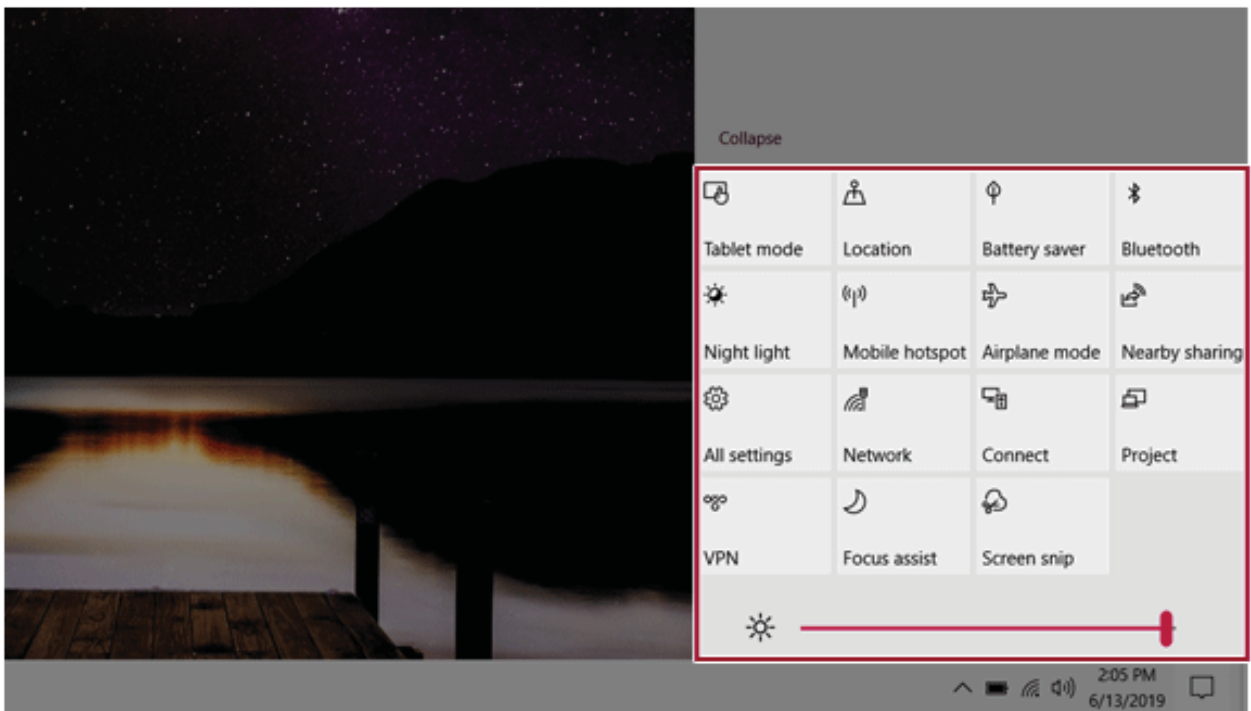 Collapse
Tablet mode Location Battery saver Bluetooth
Night light Mobile hotspot Airplane mode Nearby sharing
All settings Network Connect Project
VPN Focus assist Screen snip
2:05 PM
6/13/2019